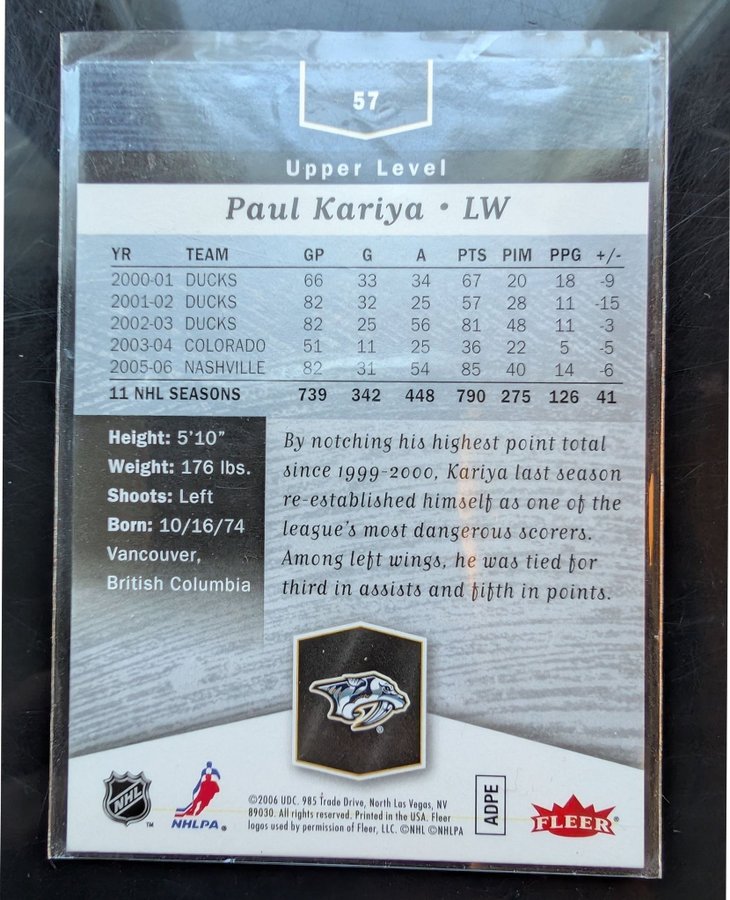 57
Upper Level
Paul Kariya • LW
YR TEAM GP G A PTS PIM PPG +/-
2000-01 DUCKS 66 33 34 67 20 18 -9
2001-02 DUCKS 82 32 25 57 28 11 -15
2002-03 DUCKS 82 25 56 81 48 11 -3
2003-04 COLORADO 51 11 25 36 22 5 -5
2005-06 NASHVILLE 82 31 54 85 40 14 -6
11 NHL SEASONS 739 342 448 790 275 126 41
Height: 5'10"
Weight: 176 lbs.
Shoots: Left
Born: 10/16/74
Vancouver,
British Columbia
By notching his highest point total
since 1999-2000, Kariya last season
re-established himself as one of the
league's most dangerous scorers.
Among left wings, he was tied for
third in assists and fifth in points.
®
NHL
™
NHLPA®
©2006 UDC. 985 Trade Drive, North Las Vegas, NV
89030. All rights reserved. Printed in the USA. Fleer
logos used by permission of Fleer, LLC. ©NHL ©NHLPA
ADPE
FLEER